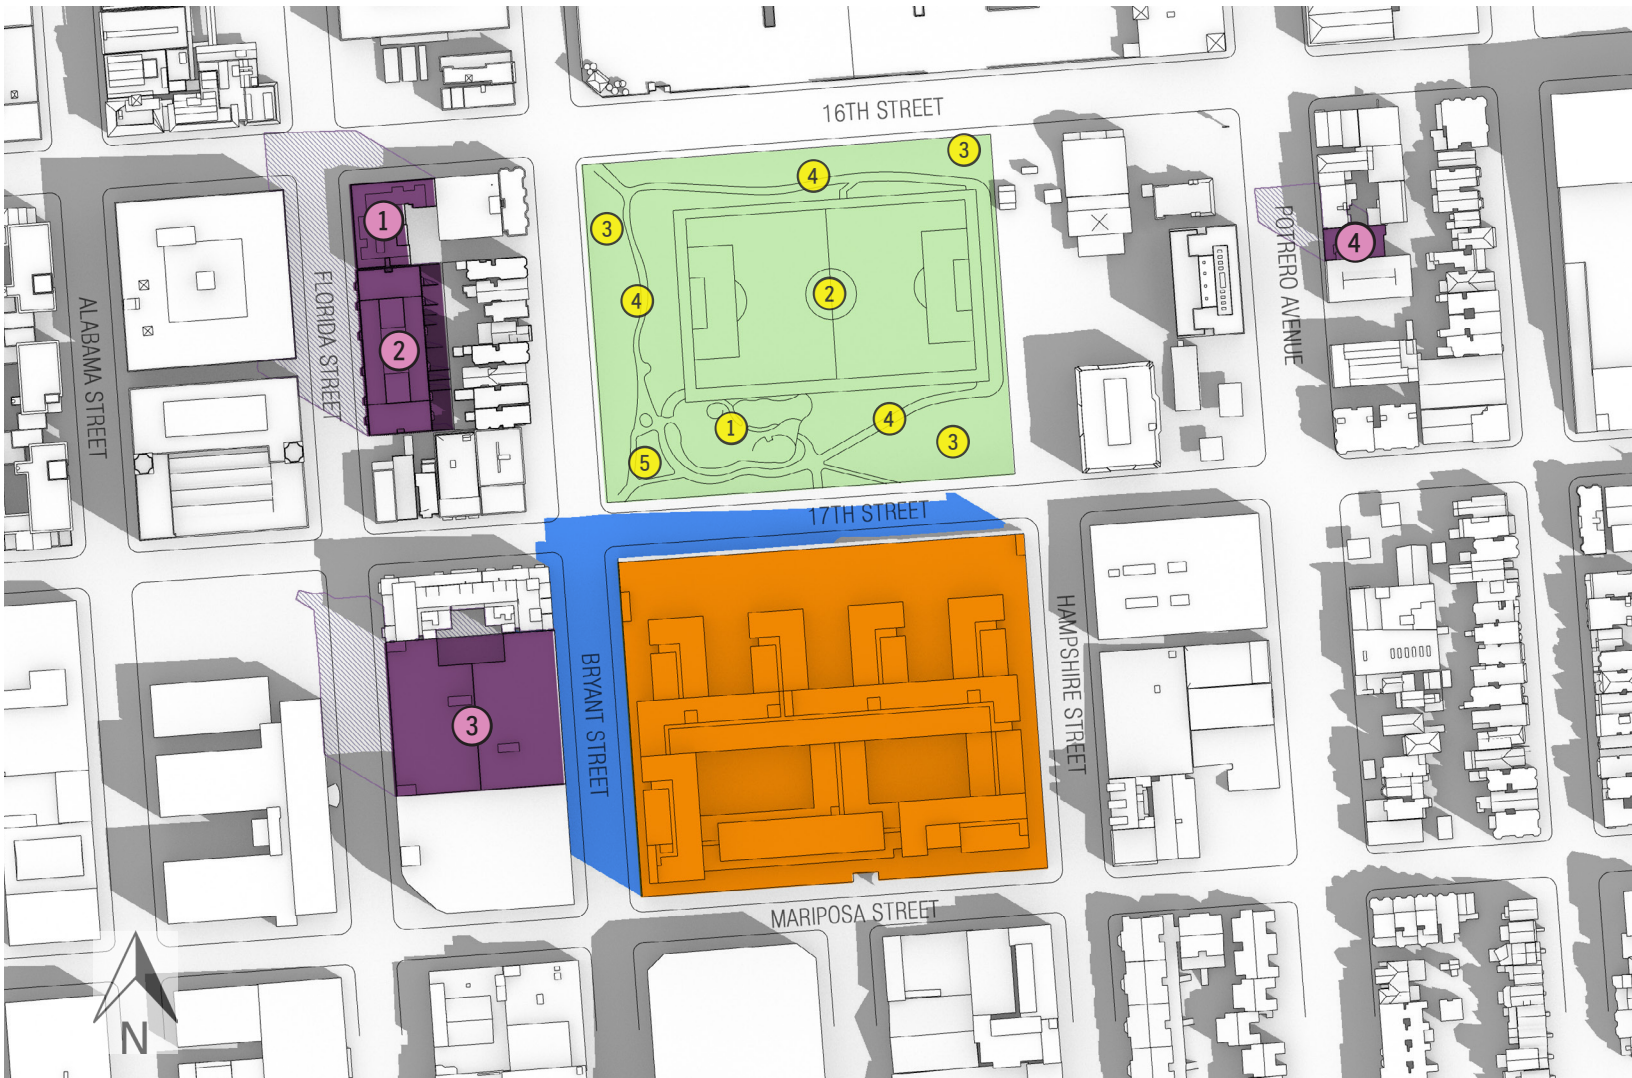 16TH STREET
3
4
1
3
POTRERO AVENUE
4
ALABAMA STREET
FLORIDA STREET
4
2
2
4
1
3
5
17TH STREET
BRYANT STREET
HAMPSHIRE STREET
3
MARIPOSA STREET
N